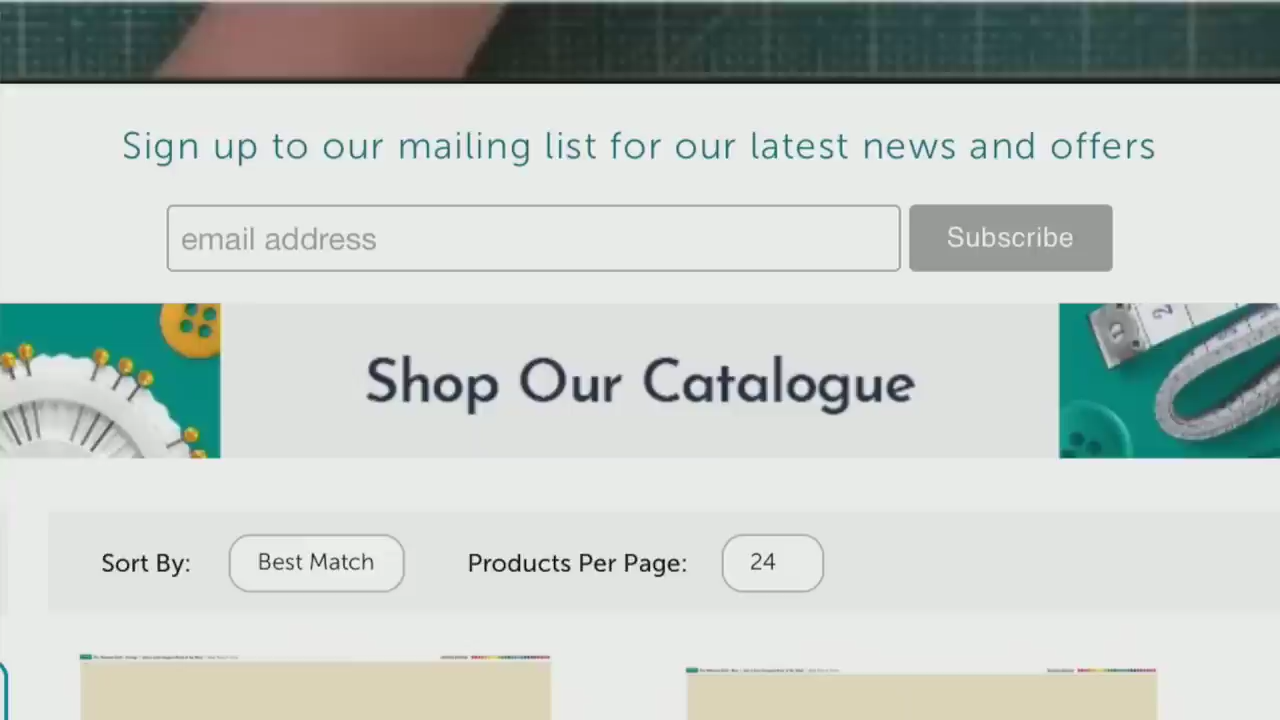 Sign up to our mailing list for our latest news and offers
email address Subscribe
Shop Our Catalogue
Sort By: Best Match Products Per Page: 24